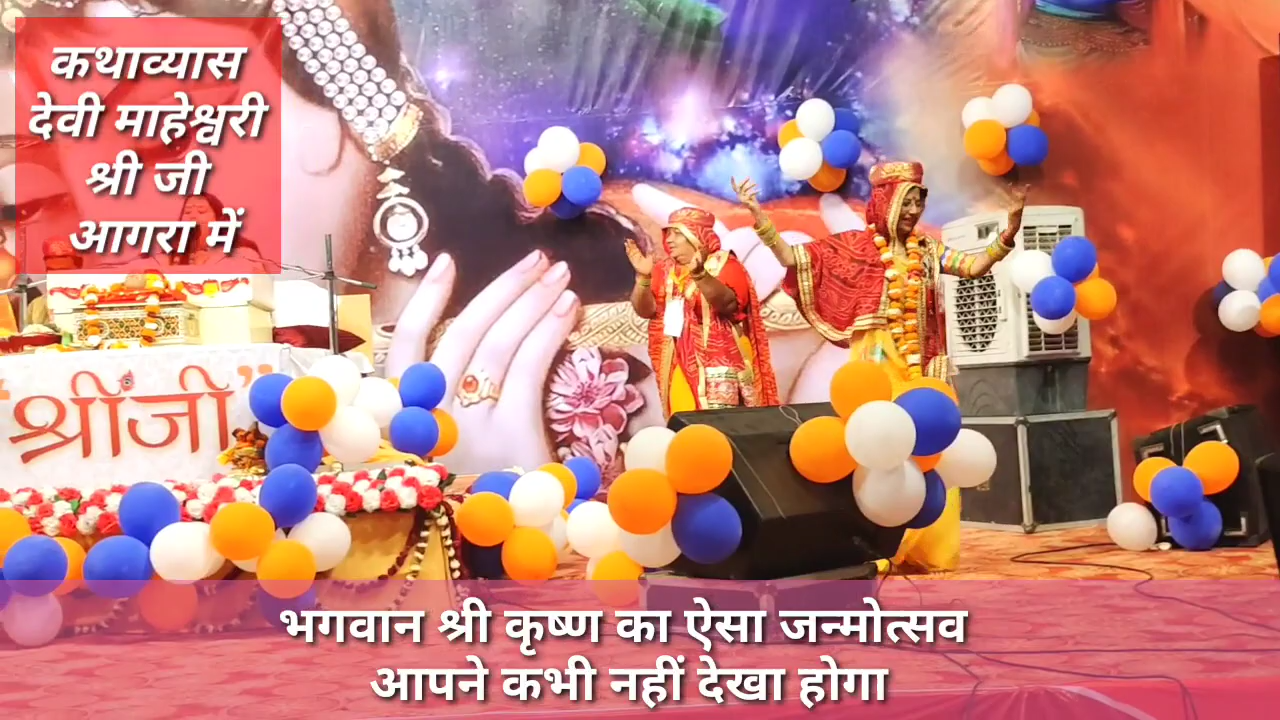 कथाव्यास
देवी माहेश्वरी
श्री जी
आगरा में
"श्रीजी"
भगवान श्री कृष्ण का ऐसा जन्मोत्सव
आपने कभी नहीं देखा होगा